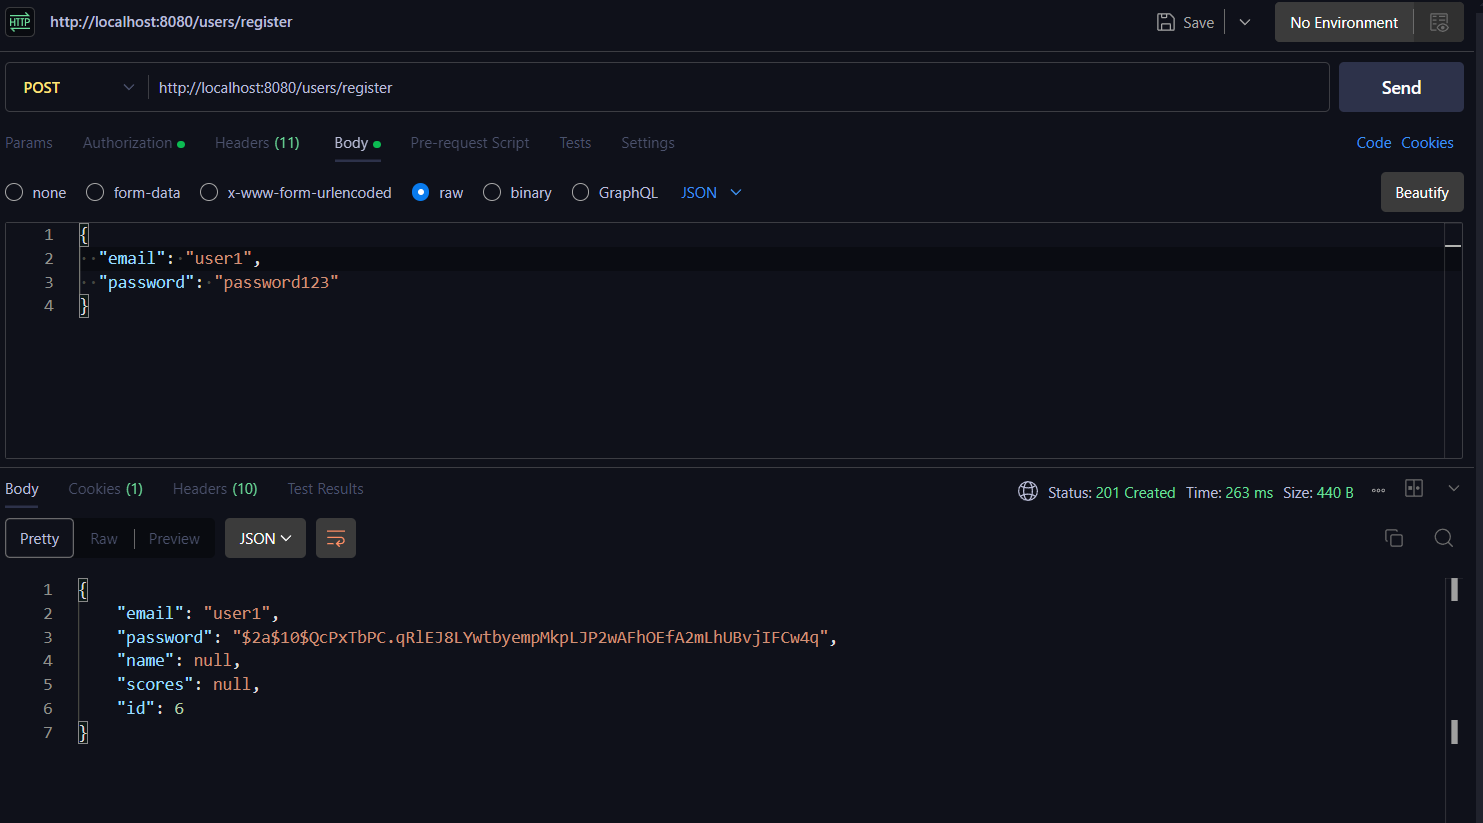 HTTP http://localhost:8080/users/register Save No Environment
POST http://localhost:8080/users/register Send
Params Authorization Headers (11) Body Pre-request Script Tests Settings Code Cookies
none form-data x-www-form-urlencoded raw binary GraphQL JSON Beautify
1 {
2 "email": "user1",
3 "password": "password123"
4 }
Body Cookies (1) Headers (10) Test Results Status: 201 Created Time: 263 ms Size: 440 B
Pretty Raw Preview JSON
1 {
2 "email": "user1",
3 "password": "$2a$10$QcPxTbPC.qRlEJ8LYwtbyempMkpLJP2wAFhOEfA2mLhUBvjIFCw4q",
4 "name": null,
5 "scores": null,
6 "id": 6
7 }